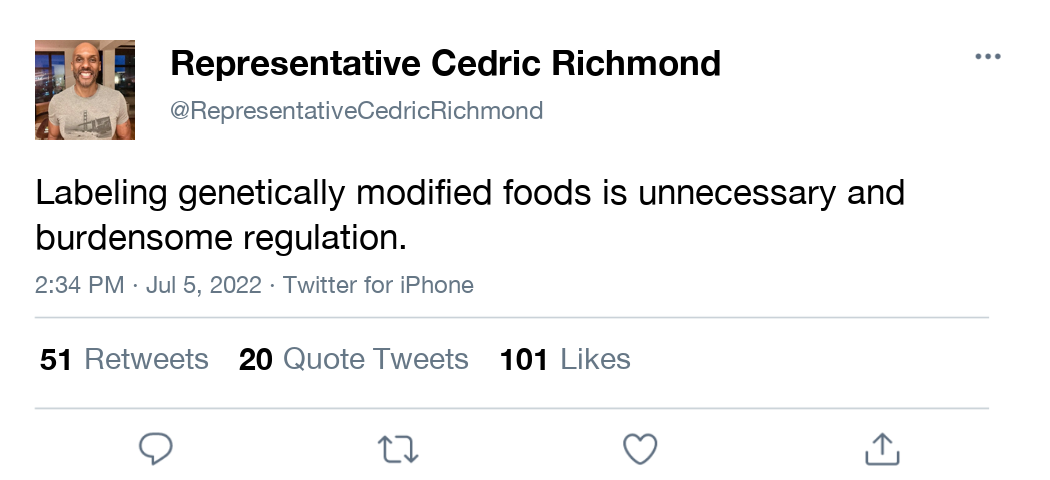 Representative Cedric Richmond
@RepresentativeCedricRichmond
Labeling genetically modified foods is unnecessary and
burdensome regulation.
2:34 PM · Jul 5, 2022 · Twitter for iPhone
51 Retweets 20 Quote Tweets 101 Likes